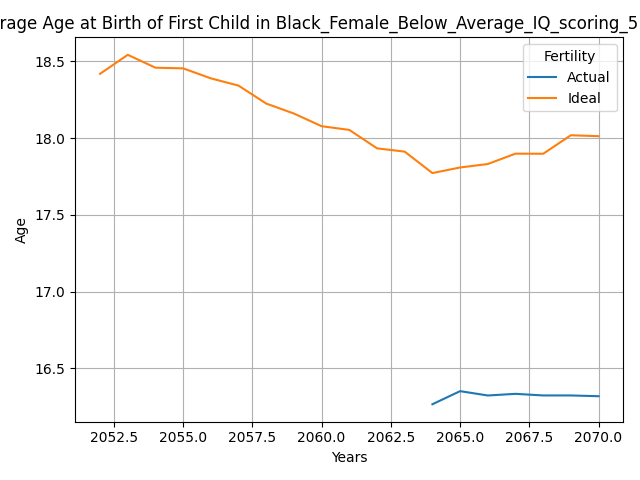 rage Age at Birth of First Child in Black_Female_Below_Average_IQ_scoring_5
18.5
18.0
17.5
17.0
16.5
Age
Fertility
Actual
Ideal
2052.5 2055.0 2057.5 2060.0 2062.5 2065.0 2067.5 2070.0
Years